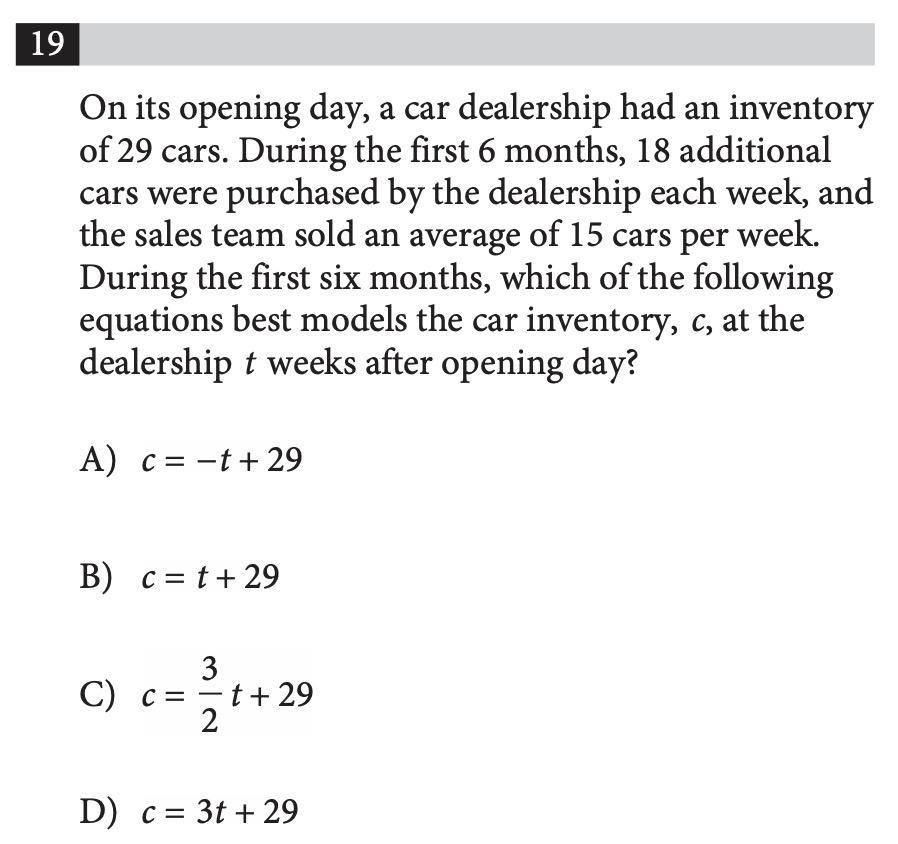 19
On its opening day, a car dealership had an inventory
of 29 cars. During the first 6 months, 18 additional
cars were purchased by the dealership each week, and
the sales team sold an average of 15 cars per week.
During the first six months, which of the following
equations best models the car inventory, c, at the
dealership t weeks after opening day?
A) c = −t + 29
B) c = t + 29
C) c = 3/2 t + 29
D) c = 3t + 29